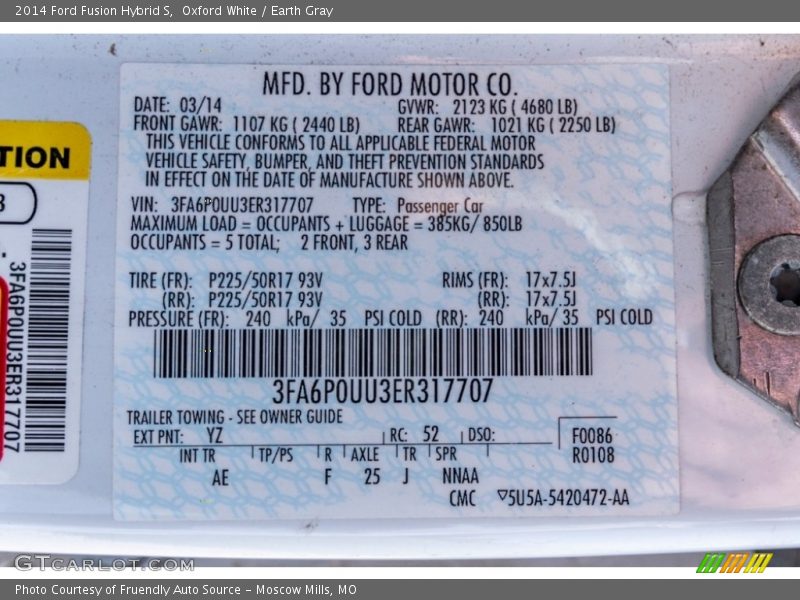 2014 Ford Fusion Hybrid S,  Oxford White / Earth Gray
MFD. BY FORD MOTOR CO.
DATE: 03/14 GVWR: 2123 KG ( 4680 LB)
FRONT GAWR: 1107 KG ( 2440 LB) REAR GAWR: 1021 KG ( 2250 LB)
THIS VEHICLE CONFORMS TO ALL APPLICABLE FEDERAL MOTOR
VEHICLE SAFETY, BUMPER, AND THEFT PREVENTION STANDARDS
IN EFFECT ON THE DATE OF MANUFACTURE SHOWN ABOVE.
VIN: 3FA6P0UU3ER317707 TYPE: Passenger Car
MAXIMUM LOAD = OCCUPANTS + LUGGAGE = 385KG/ 850LB
OCCUPANTS = 5 TOTAL; 2 FRONT, 3 REAR
TIRE (FR): P225/50R17 93V RIMS (FR): 17x7.5J
(RR): P225/50R17 93V (RR): 17x7.5J
PRESSURE (FR): 240 kPa/ 35 PSI COLD (RR): 240 kPa/ 35 PSI COLD
3FA6P0UU3ER317707
TRAILER TOWING - SEE OWNER GUIDE
EXT PNT: YZ RC: 52 DSO: F0086
R0108
INT TR TP/PS R AXLE TR SPR
AE F 25 J NNAA
CMC ▽5U5A-5420472-AA
TION
3
3FA6P0UU3ER317707
GTCARLOT.COM
Photo Courtesy of Fruendly Auto Source – Moscow Mills, MO